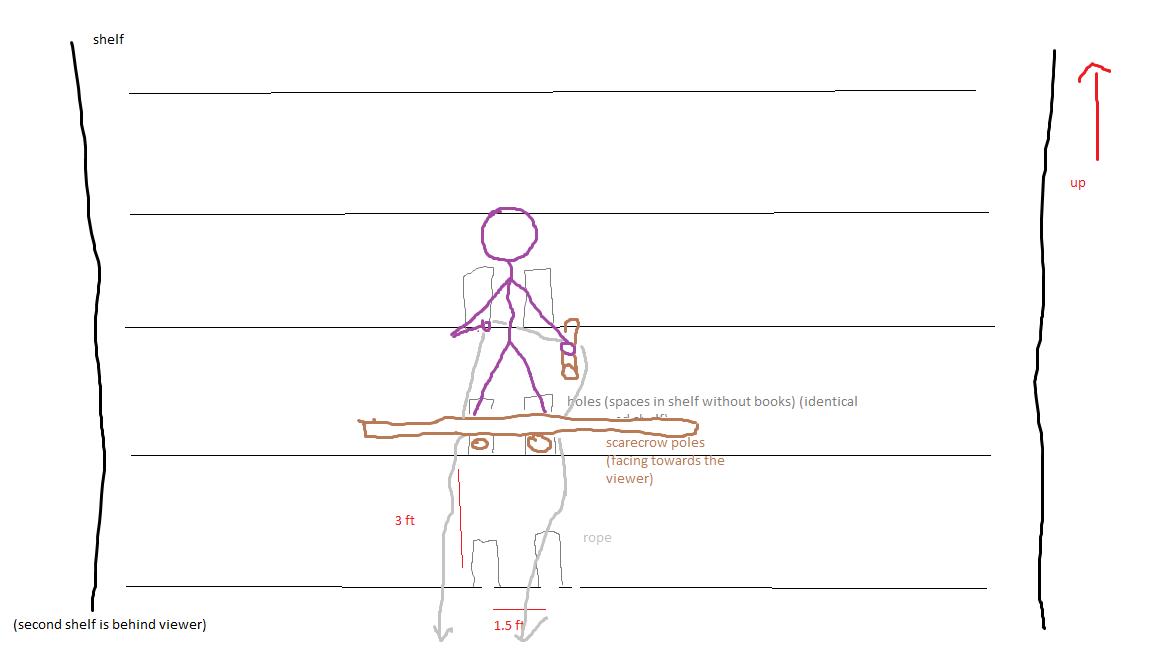 shelf
up
holes (spaces in shelf without books) (identical
scarecrow poles
(facing towards the
viewer)
3 ft
rope
(second shelf is behind viewer)
1.5 ft